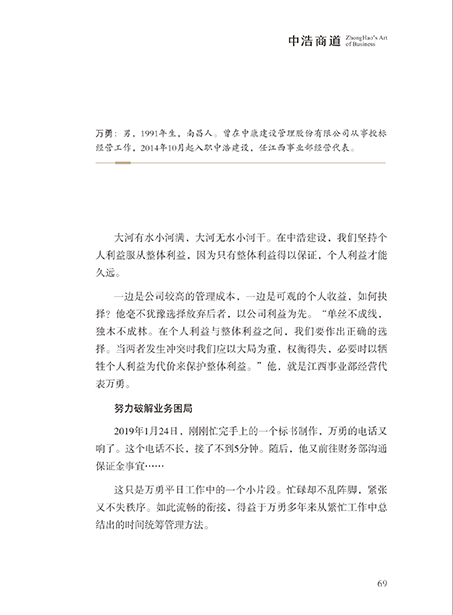 中浩商道 ZhongHao's Art
of Business
万勇：男，1991年生，南昌人。曾在中康建设管理股份有限公司从事投标
经营工作，2014年10月起入职中浩建设，任江西事业部经营代表。
大河有水小河满，大河无水小河干。在中浩建设，我们坚持个
人利益服从整体利益，因为只有整体利益得以保证，个人利益才能
久远。
一边是公司较高的管理成本，一边是可观的个人收益，如何抉
择？他毫不犹豫选择放弃后者，以公司利益为先。“单丝不成线，
独木不成林。在个人利益与整体利益之间，我们要作出正确的选
择。当两者发生冲突时我们应以大局为重，权衡得失，必要时以牺
牲个人利益为代价来保护整体利益。”他，就是江西事业部经营代
表万勇。
努力破解业务困局
2019年1月24日，刚刚忙完手上的一个标书制作，万勇的电话又
响了。这个电话不长，接了不到5分钟。随后，他又前往财务部沟通
保证金事宜……
这只是万勇平日工作中的一个小片段。忙碌却不乱阵脚，紧张
又不失秩序。如此流畅的衔接，得益于万勇多年来从繁忙工作中总
结出的时间统筹管理方法。
69